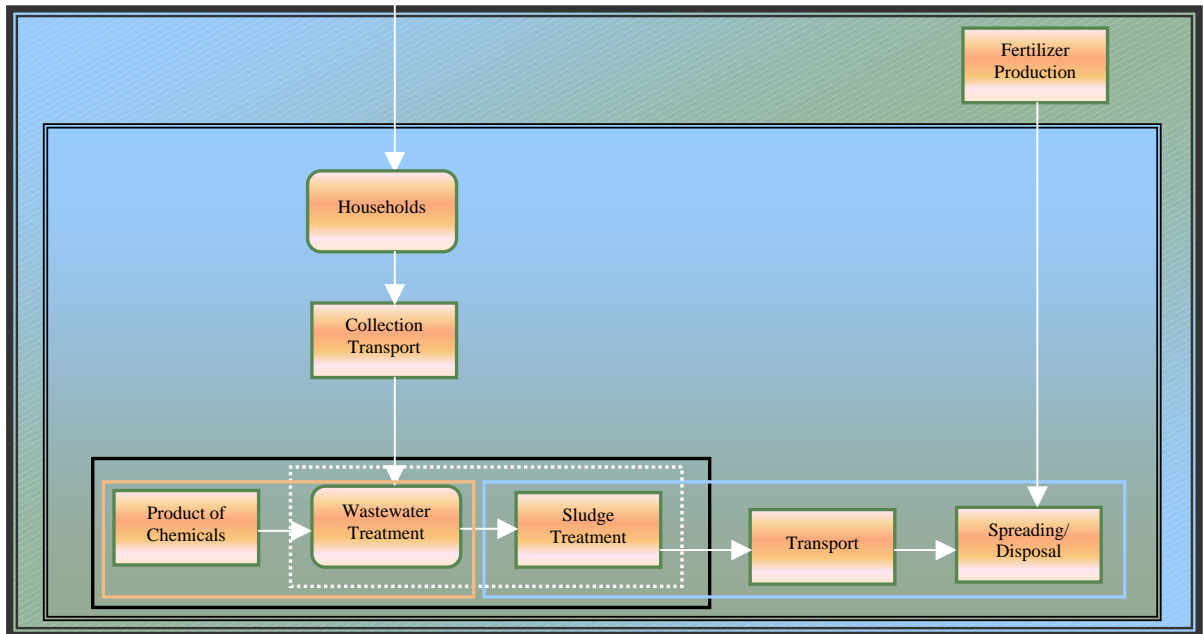 Fertilizer
Production
Households
Collection
Transport
Product of
Chemicals
Wastewater
Treatment
Sludge
Treatment
Transport
Spreading/
Disposal